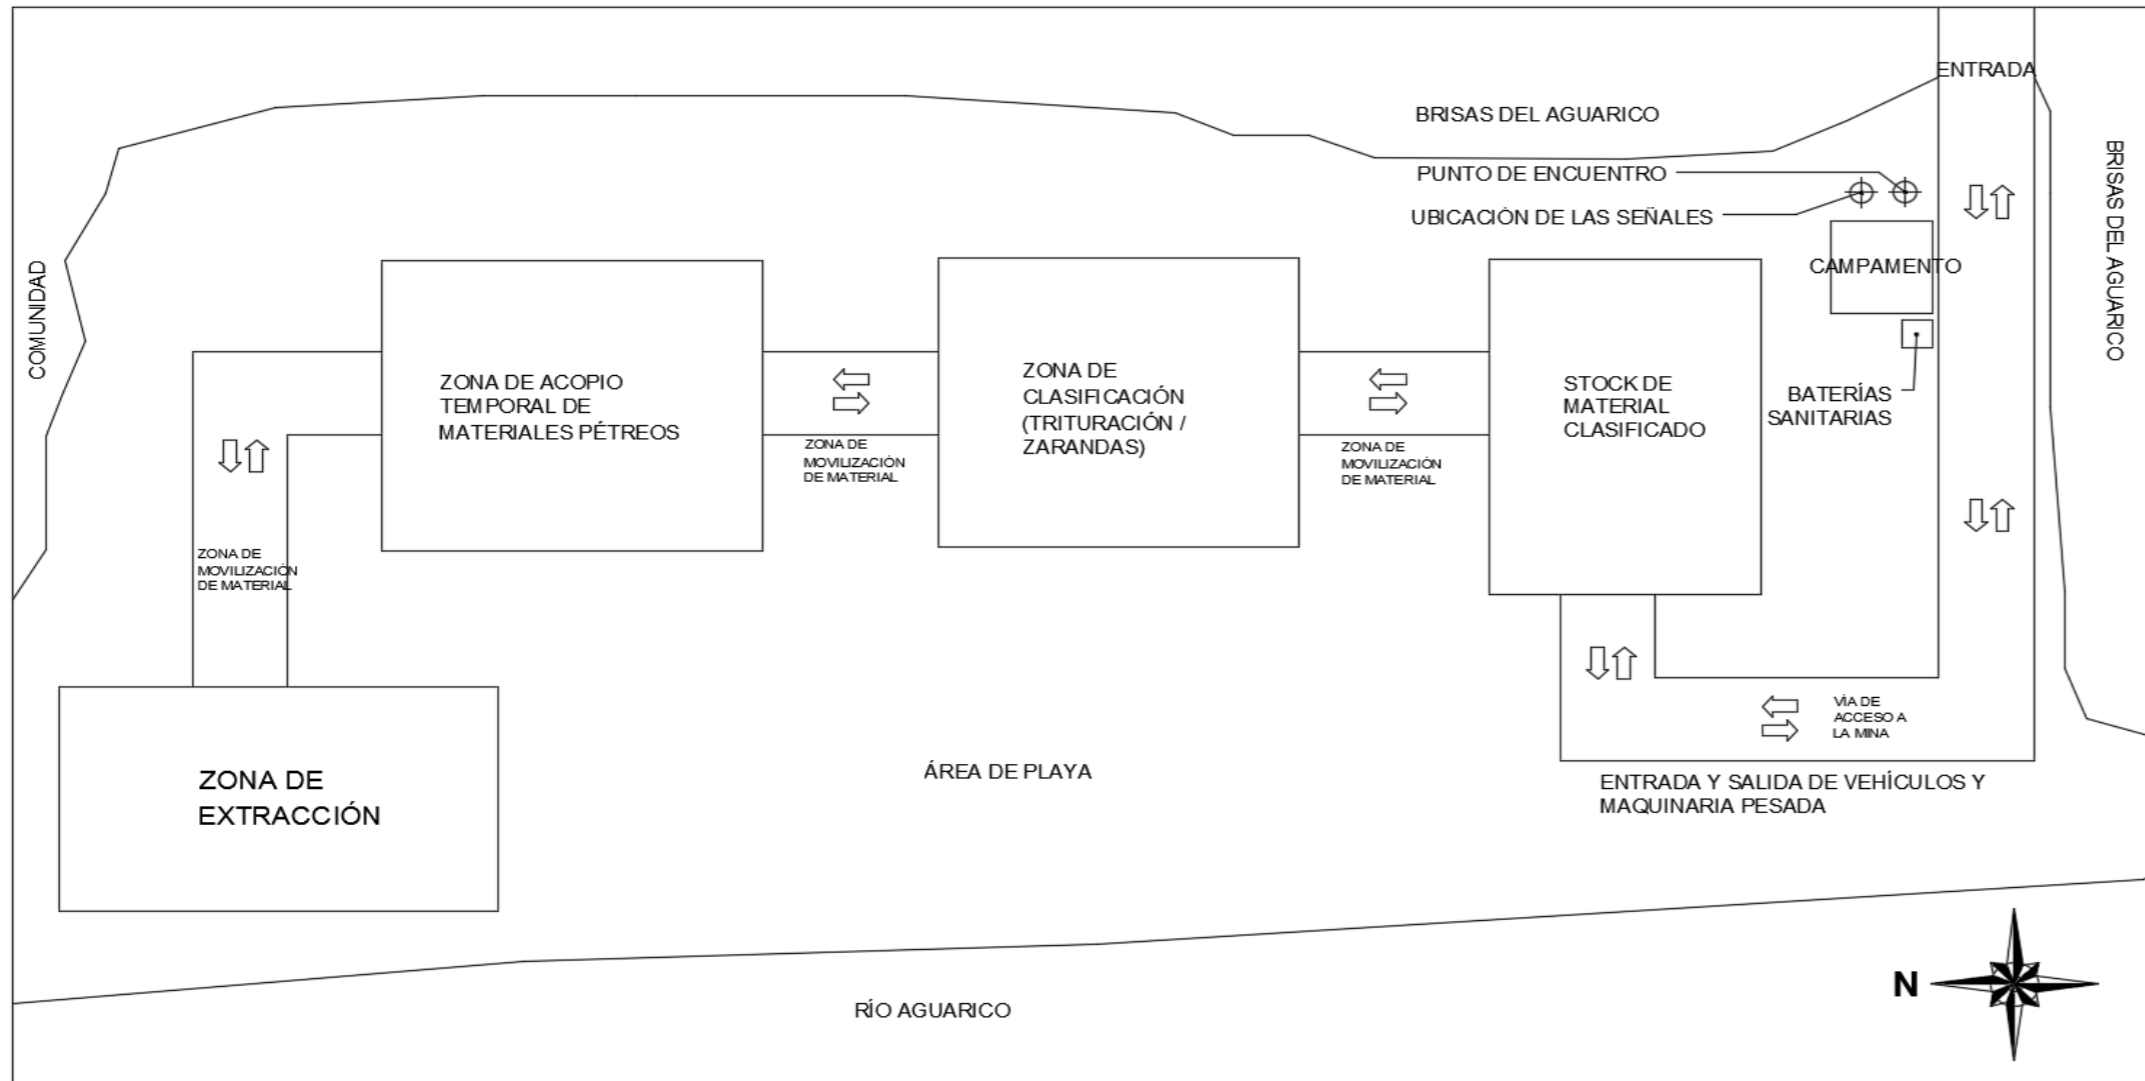 ENTRADA
BRISAS DEL AGUARICO
PUNTO DE ENCUENTRO
UBICACIÓN DE LAS SEÑALES
BRISAS DEL AGUARICO
COMUNIDAD
CAMPAMENTO
ZONA DE ACOPIO
TEMPORAL DE
MATERIALES PÉTREOS
ZONA DE
CLASIFICACIÓN
(TRITURACIÓN /
ZARANDAS)
STOCK DE
MATERIAL
CLASIFICADO
BATERÍAS
SANITARIAS
ZONA DE
MOVILIZACIÓN
DE MATERIAL
ZONA DE
MOVILIZACIÓN
DE MATERIAL
ZONA DE
MOVILIZACIÓN
DE MATERIAL
VÍA DE
ACCESO A
LA MINA
ZONA DE
EXTRACCIÓN
ÁREA DE PLAYA
ENTRADA Y SALIDA DE VEHÍCULOS Y
MAQUINARIA PESADA
RÍO AGUARICO
N